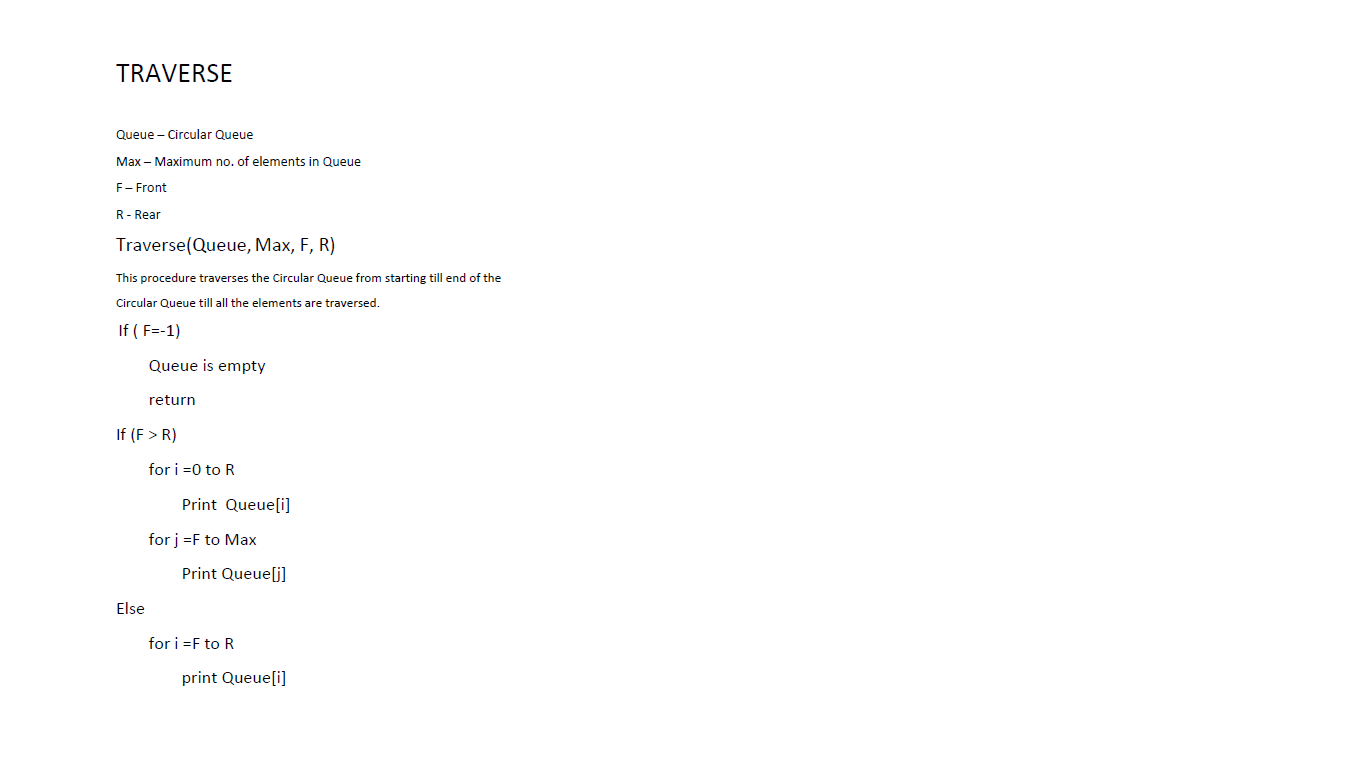 TRAVERSE
Queue – Circular Queue
Max – Maximum no. of elements in Queue
F – Front
R - Rear
Traverse(Queue, Max, F, R)
This procedure traverses the Circular Queue from starting till end of the
Circular Queue till all the elements are traversed.
If ( F=-1)
Queue is empty
return
If (F > R)
for i =0 to R
Print  Queue[i]
for j =F to Max
Print Queue[j]
Else
for i =F to R
print Queue[i]